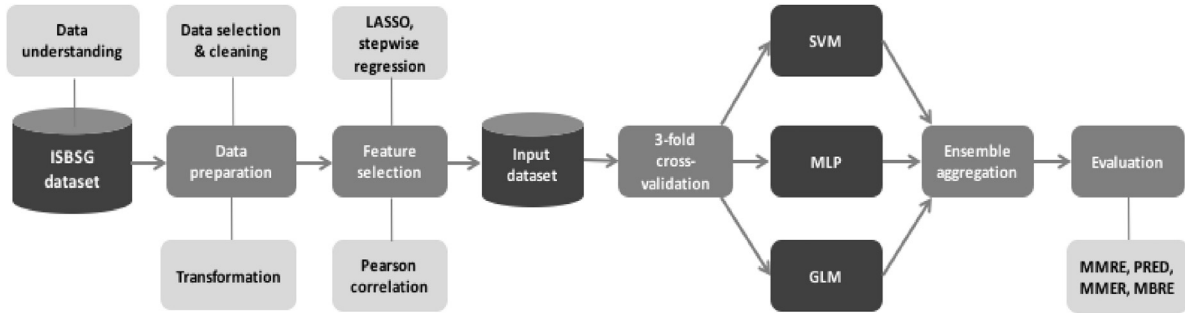 Data
understanding
ISBSG
dataset
Data selection
& cleaning
Data
preparation
Transformation
LASSO,
stepwise
regression
Feature
selection
Pearson
correlation
Input
dataset
3-fold
cross-
validation
SVM
MLP
GLM
Ensemble
aggregation
Evaluation
MMRE, PRED,
MMER, MBRE